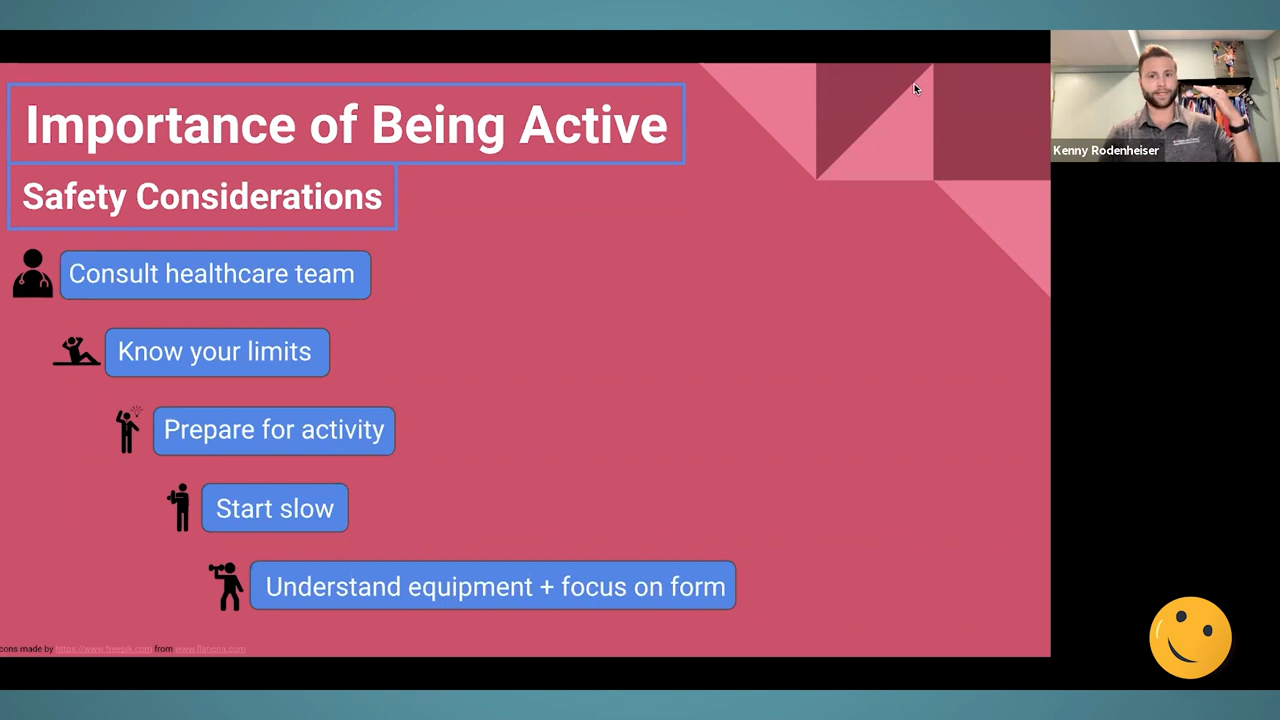 Importance of Being Active
Safety Considerations
Kenny Rodenheiser
Consult healthcare team
Know your limits
Prepare for activity
Start slow
Understand equipment + focus on form
cons made by https://www.freepik.com from www.flaticon.com